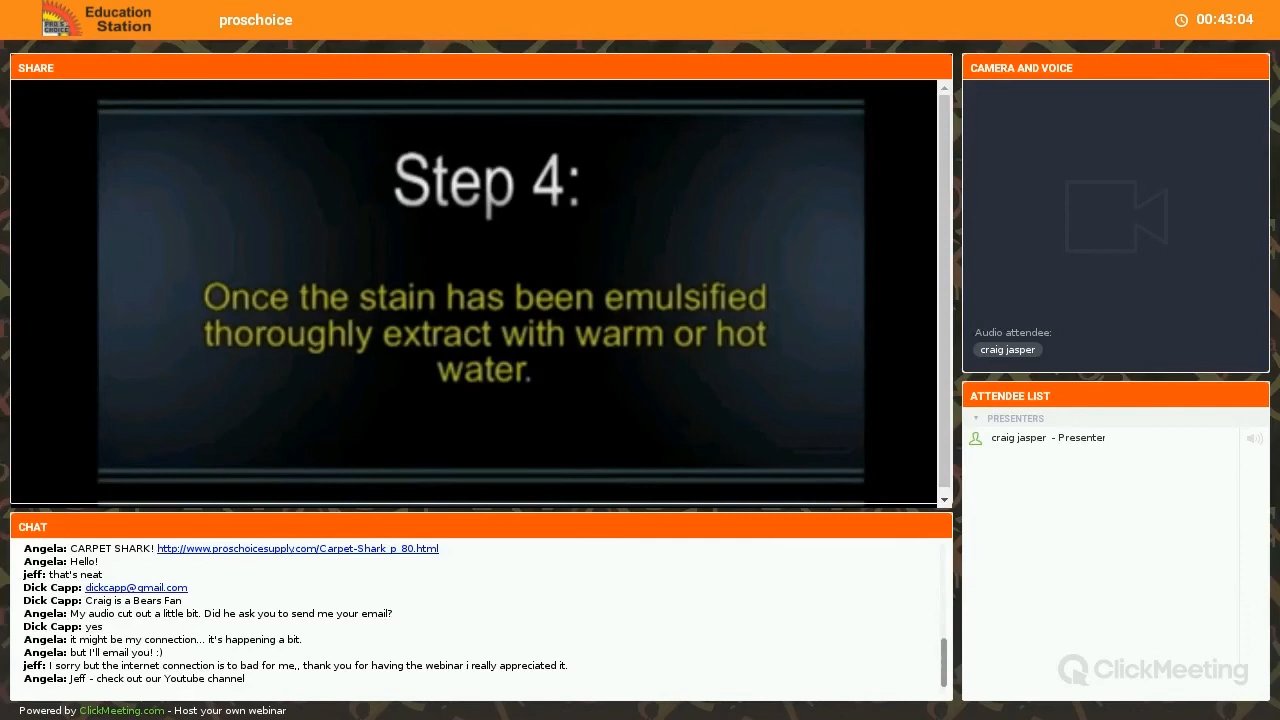 PRO'S CHOICE
Education Station
proschoice
00:43:04
SHARE
Step 4:
Once the stain has been emulsified
thoroughly extract with warm or hot
water.
CAMERA AND VOICE
Audio attendee:
craig jasper
ATTENDEE LIST
PRESENTERS
craig jasper - Presenter
CHAT
Angela: CARPET SHARK! http://www.proschoicesupply.com/Carpet-Shark_p_80.html
Angela: Hello!
jeff: that's neat
Dick Capp: dickcapp@gmail.com
Dick Capp: Craig is a Bears Fan
Angela: My audio cut out a little bit. Did he ask you to send me your email?
Dick Capp: yes
Angela: it might be my connection... it's happening a bit.
Angela: but I'll email you! :)
jeff: I sorry but the internet connection is to bad for me,, thank you for having the webinar i really appreciated it.
Angela: Jeff - check out our Youtube channel
ClickMeeting
Powered by ClickMeeting.com - Host your own webinar